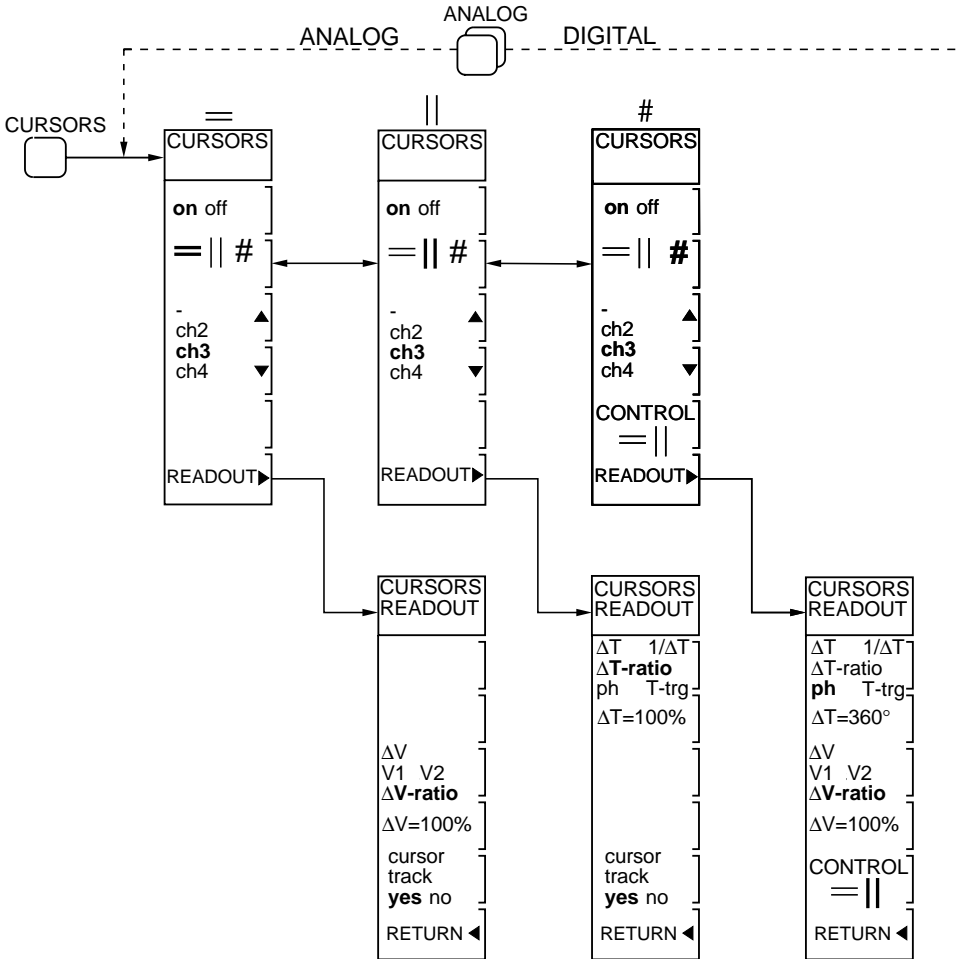 ANALOG
ANALOG DIGITAL
CURSORS
= || #
CURSORS
on off
= || #
-
ch2
ch3
ch4
READOUT
CURSORS
on off
= || #
-
ch2
ch3
ch4
READOUT
CURSORS
on off
= || #
-
ch2
ch3
ch4
CONTROL
= ||
READOUT
CURSORS
READOUT
ΔV
V1 V2
ΔV-ratio
ΔV=100%
cursor
track
yes no
RETURN
CURSORS
READOUT
ΔT 1/ΔT
ΔT-ratio
ph T-trg
ΔT=100%
cursor
track
yes no
RETURN
CURSORS
READOUT
ΔT 1/ΔT
ΔT-ratio
ph T-trg
ΔT=360°
ΔV
V1 V2
ΔV-ratio
ΔV=100%
CONTROL
= ||
RETURN